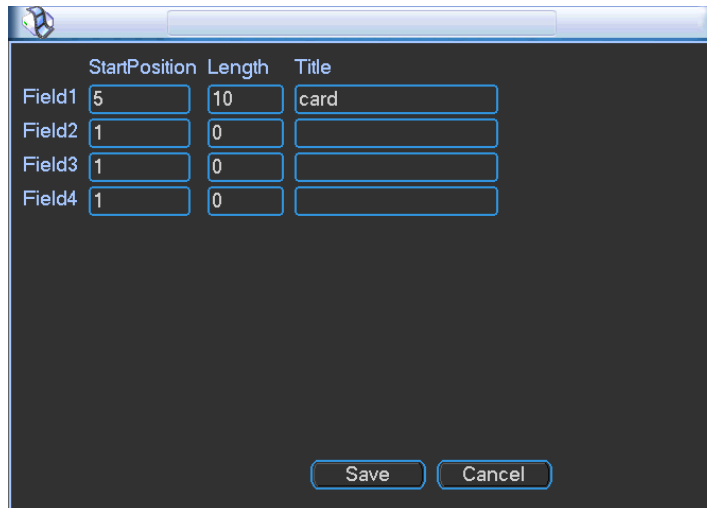 StartPosition Length Title
Field1 5 10 card
Field2 1 0
Field3 1 0
Field4 1 0
Save Cancel